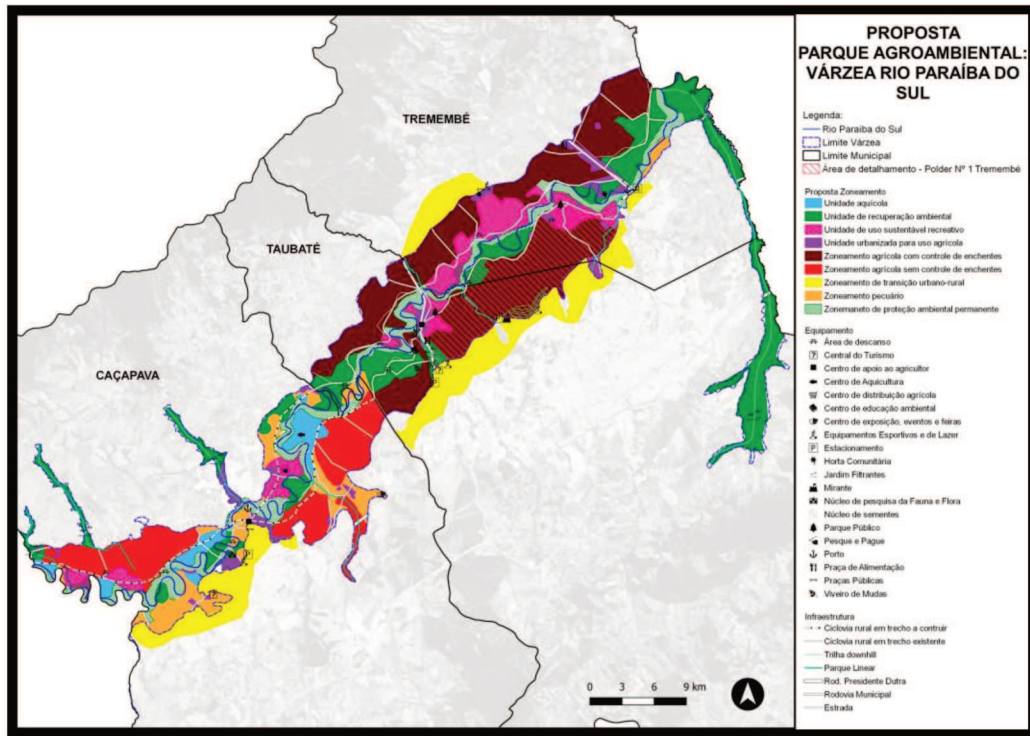 PROPOSTA
PARQUE AGROAMBIENTAL:
VÁRZEA RIO PARAÍBA DO
SUL
Legenda:
Rio Paraiba do Sul
Limite Várzea
Limite Municipal
Área de detalhamento - Polder Nº 1 Tremembé
Proposta Zoneamento
Unidade aquícola
Unidade de recuperação ambiental
Unidade de uso sustentável recreativo
Unidade urbanizada para uso agrícola
Zoneamento agrícola com controle de enchentes
Zoneamento agrícola sem controle de enchentes
Zoneamento de transição urbano-rural
Zoneamento pecuário
Zonemaneto de proteção ambiental permanente
Equipamento
Área de descanso
? Central do Turismo
Centro de apoio ao agricultor
Centro de Aquicultura
Centro de distribuição agrícola
Centro de educação ambiental
Centro de exposição, eventos e feiras
Equipamentos Esportivos e de Lazer
P Estacionamento
Horta Comunitária
Jardim Filtrantes
Mirante
Núcleo de pesquisa da Fauna e Flora
Núcleo de sementes
Parque Público
Pesque e Pague
Porto
Praça de Alimentação
Praças Públicas
Viveiro de Mudas
Infraestrutura
Ciclovia rural em trecho a contruir
Ciclovia rural em trecho existente
Trilha downhill
Parque Linear
Rod. Presidente Dutra
Rodovia Municipal
Estrada
TREMEMBÉ
TAUBATÉ
CAÇAPAVA
0 3 6 9 km